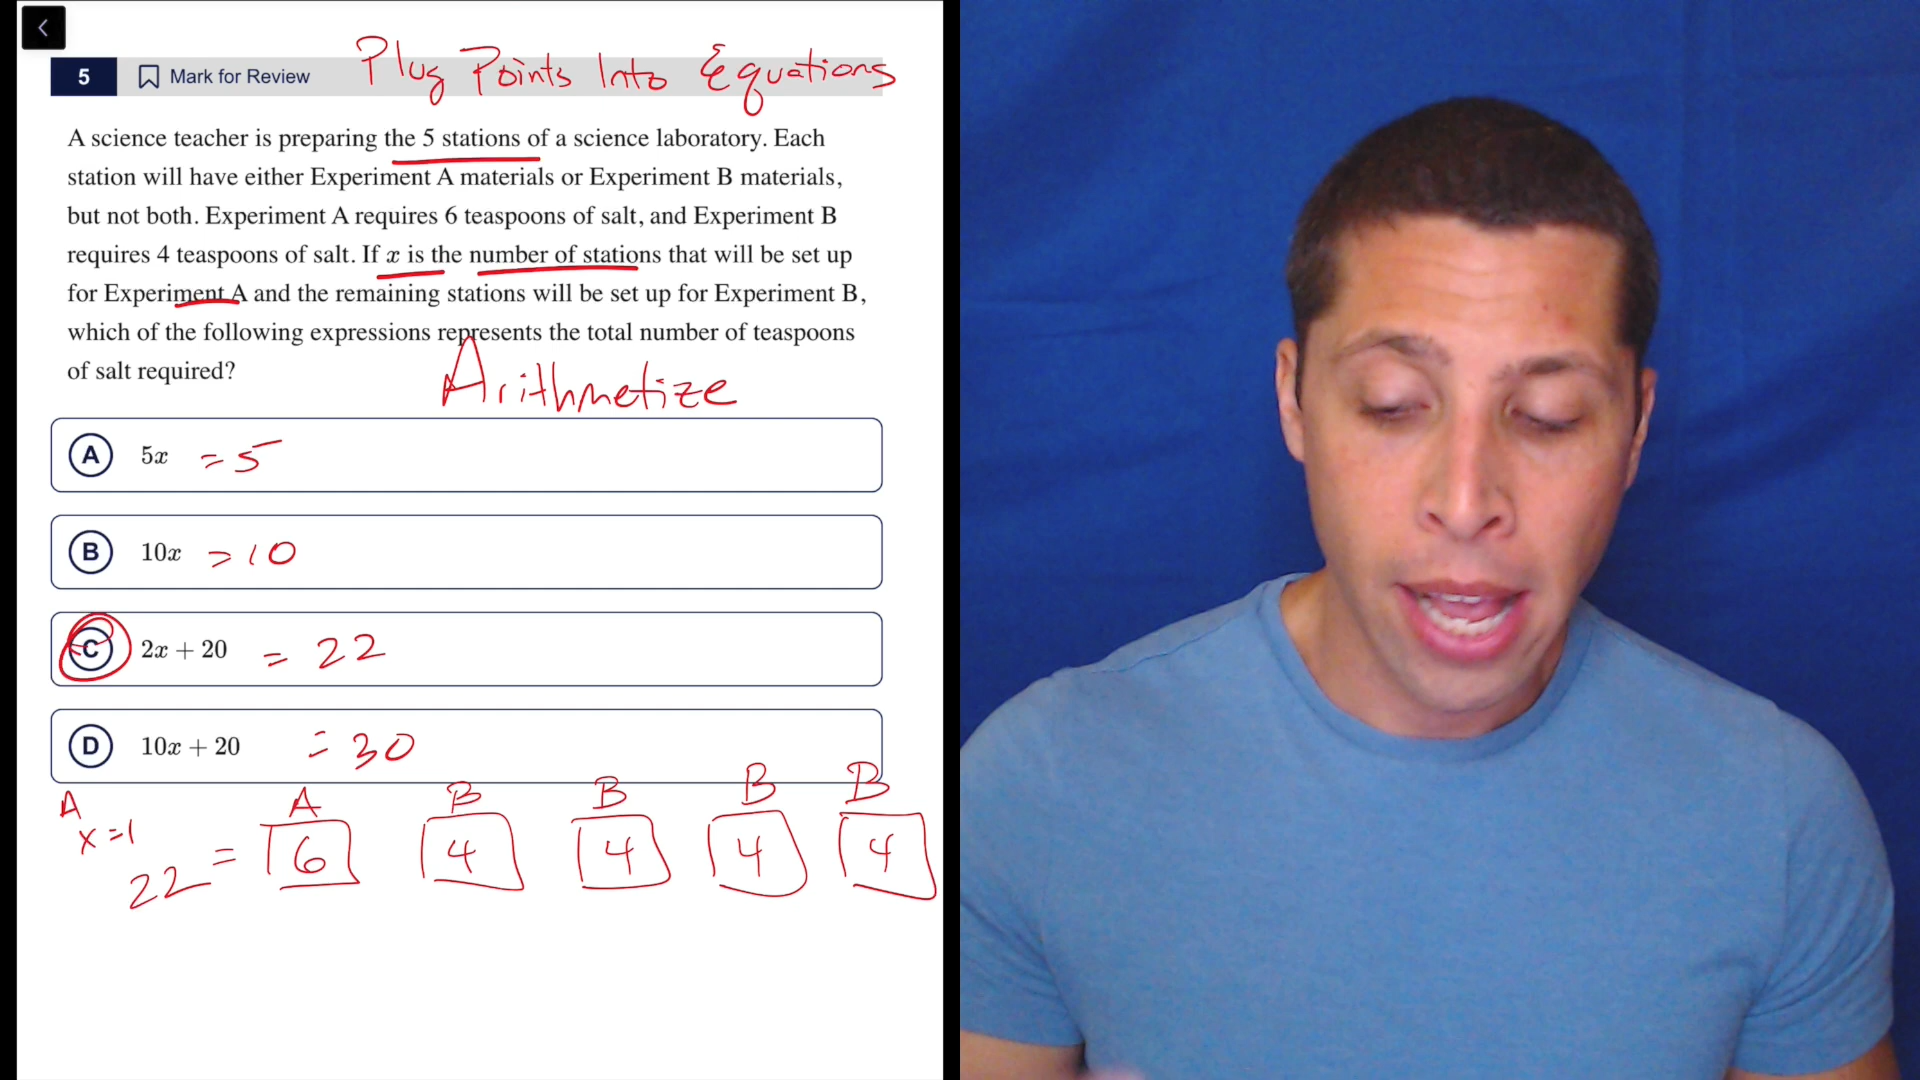 5 Mark for Review Plug Points Into Equations
A science teacher is preparing the 5 stations of a science laboratory. Each
station will have either Experiment A materials or Experiment B materials,
but not both. Experiment A requires 6 teaspoons of salt, and Experiment B
requires 4 teaspoons of salt. If x is the number of stations that will be set up
for Experiment A and the remaining stations will be set up for Experiment B,
which of the following expressions represents the total number of teaspoons
of salt required?
Arithmetize
A 5x = 5
B 10x = 10
C 2x + 20 = 22
D 10x + 20 = 30
A A B B B B
x = 1
22 = 6 4 4 4 4